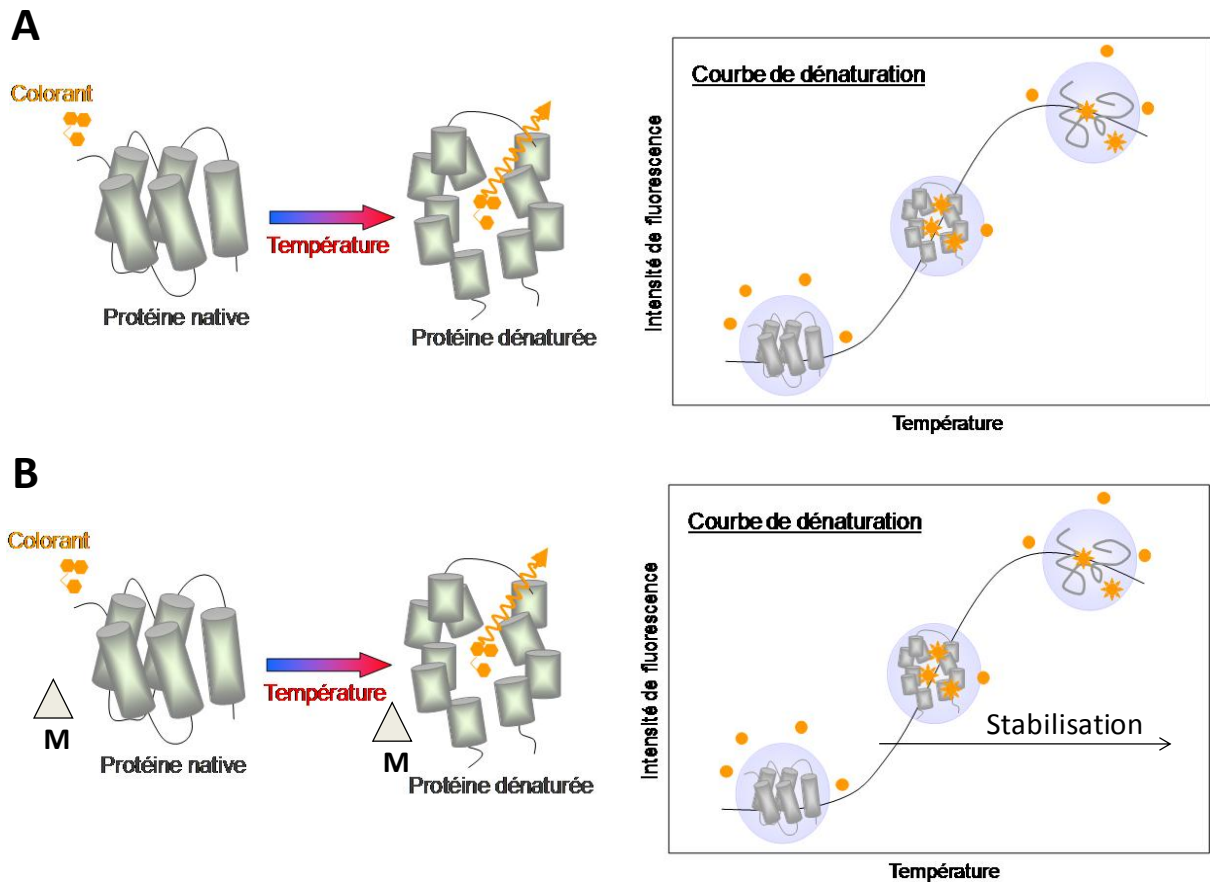 A
Colorant
Température
Protéine native
Protéine dénaturée
Courbe de dénaturation
Intensité de fluorescence
Température
B
Colorant
M
Température
M
Protéine native
Protéine dénaturée
Courbe de dénaturation
Intensité de fluorescence
Stabilisation
Température